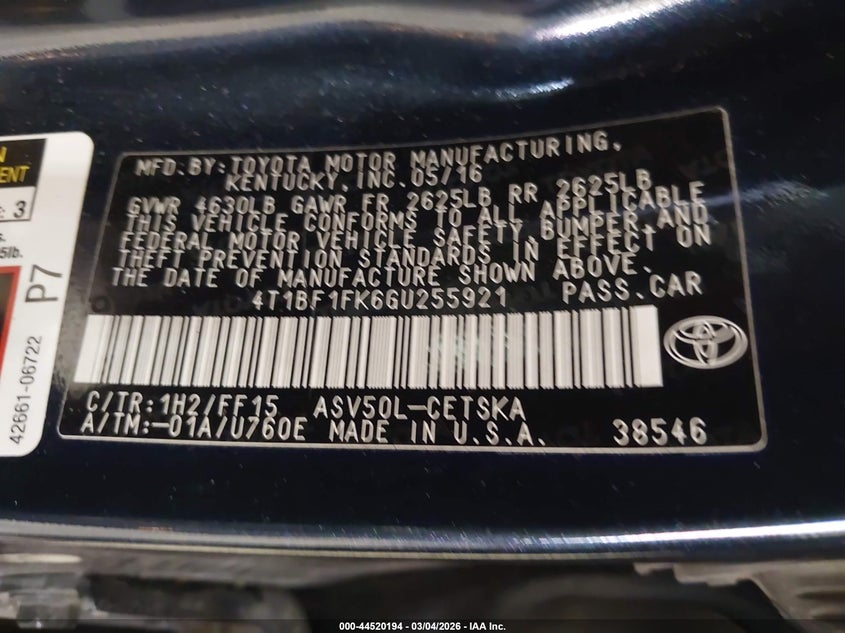 MFD.BY:TOYOTA MOTOR MANUFACTURING,
KENTUCKY,INC.05/16
GVWR 4630LB GAWR FR 2625LB RR 2625LB
THIS VEHICLE CONFORMS TO ALL APPLICABLE
FEDERAL MOTOR VEHICLE SAFETY BUMPER AND
THEFT PREVENTION STANDARDS IN EFFECT ON
THE DATE OF MANUFACTURE SHOWN ABOVE.
4T1BF1FK6GU255921 PASS.CAR
C/TR:1H2/FF15 ASV50L-CETSKA
A/TM:-01A/U760E MADE IN U.S.A. 38546
: 3
5lb.
P7
42661-06722
000-44520194 - 03/04/2026 - IAA Inc.